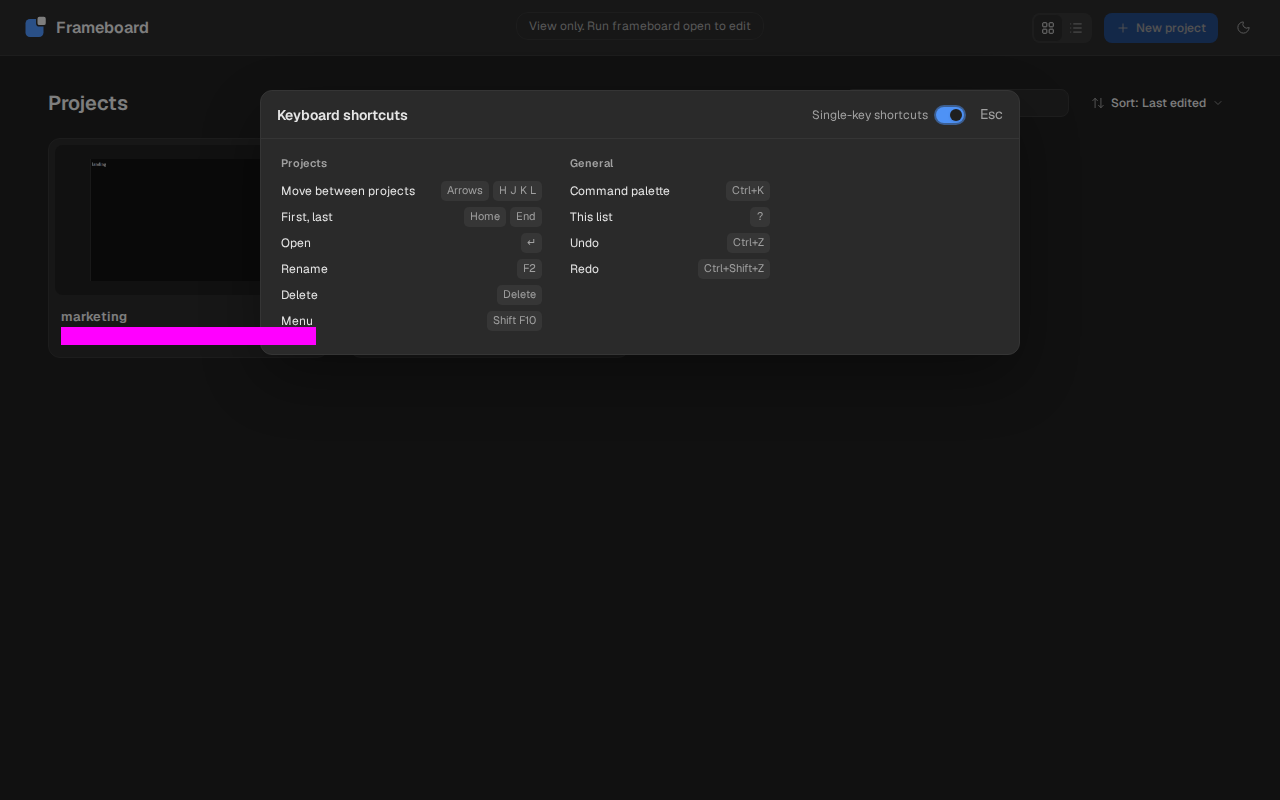 Frameboard
View only. Run frameboard open to edit
New project
Projects
Sort: Last edited
Keyboard shortcuts
Single-key shortcuts
Esc
Projects
Move between projects
Arrows
H J K L
First, last
Home
End
Open
↵
Rename
F2
Delete
Delete
Menu
Shift F10
General
Command palette
Ctrl+K
This list
?
Undo
Ctrl+Z
Redo
Ctrl+Shift+Z
marketing